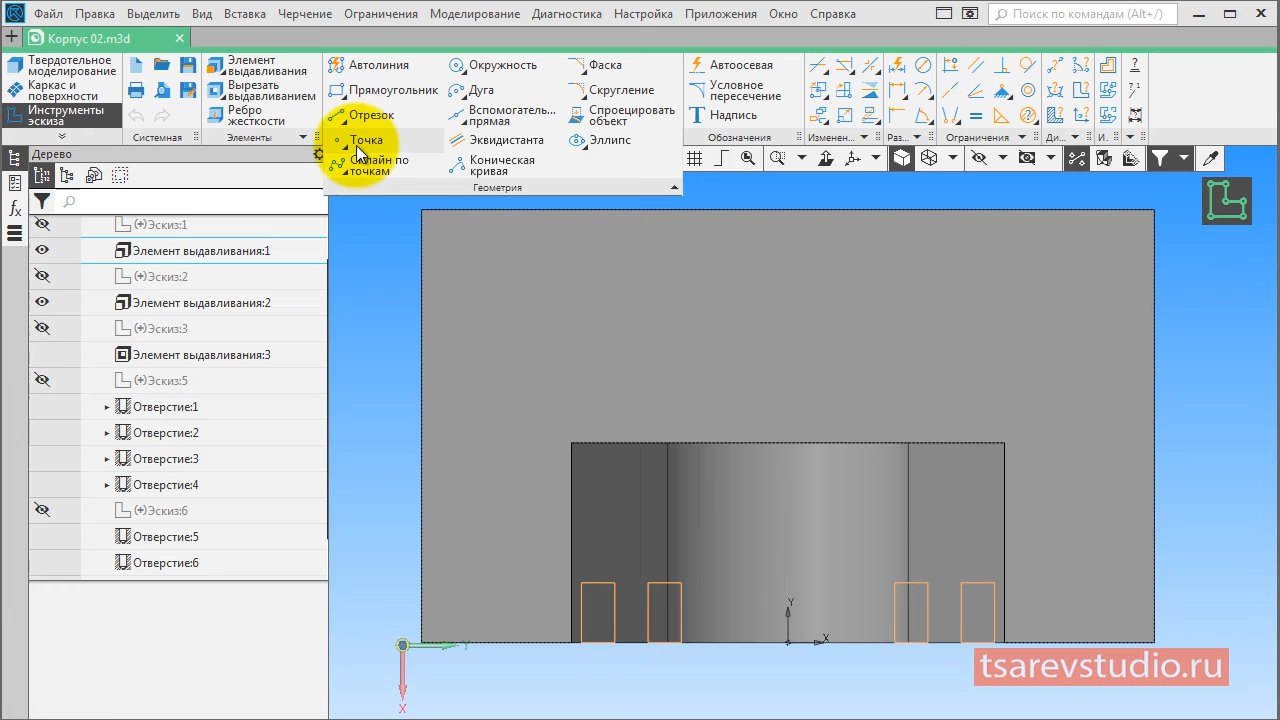 Файл Правка Выделить Вид Вставка Черчение Ограничения Моделирование Диагностика Настройка Приложения Окно Справка Поиск по командам (Alt+/)
Корпус 02.m3d
Твердотельное моделирование
Каркас и поверхности
Инструменты эскиза
Системная
Элемент выдавливания
Вырезать выдавливанием
Ребро жесткости
Элементы
Автолиния Окружность Фаска
Прямоугольник Дуга Скругление
Отрезок Вспомогатель... прямая Спроецировать объект
Точка Эквидистанта Эллипс
Сплайн по точкам Коническая кривая
Геометрия
Автоосевая
Условное пересечение
Надпись
Обозначения
Изменен...
Раз...
Ограничения
Ди...
И.
Дерево
(+)Эскиз:1
Элемент выдавливания:1
(+)Эскиз:2
Элемент выдавливания:2
(+)Эскиз:3
Элемент выдавливания:3
(+)Эскиз:5
Отверстие:1
Отверстие:2
Отверстие:3
Отверстие:4
(+)Эскиз:6
Отверстие:5
Отверстие:6
Y
X
Y
X
tsarevstudio.ru